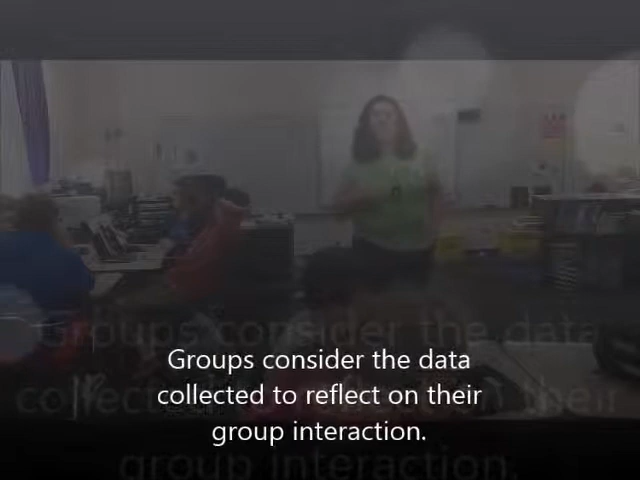 Groups consider the data
collected to reflect on their
group interaction.